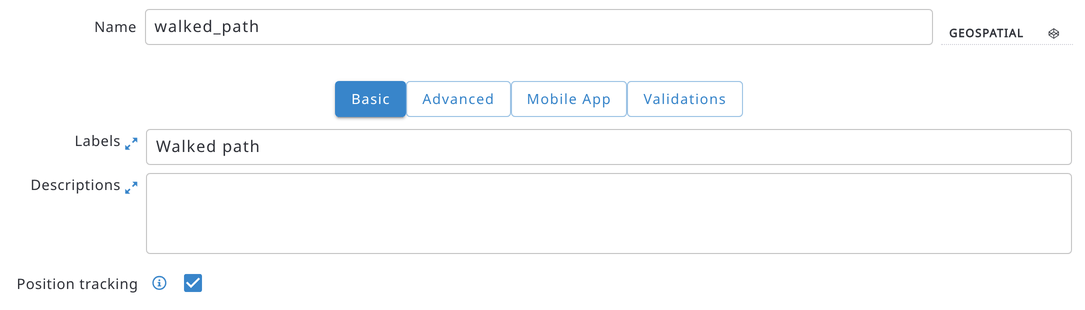 Name walked_path GEOSPATIAL
Basic Advanced Mobile App Validations
Labels Walked path
Descriptions
Position tracking